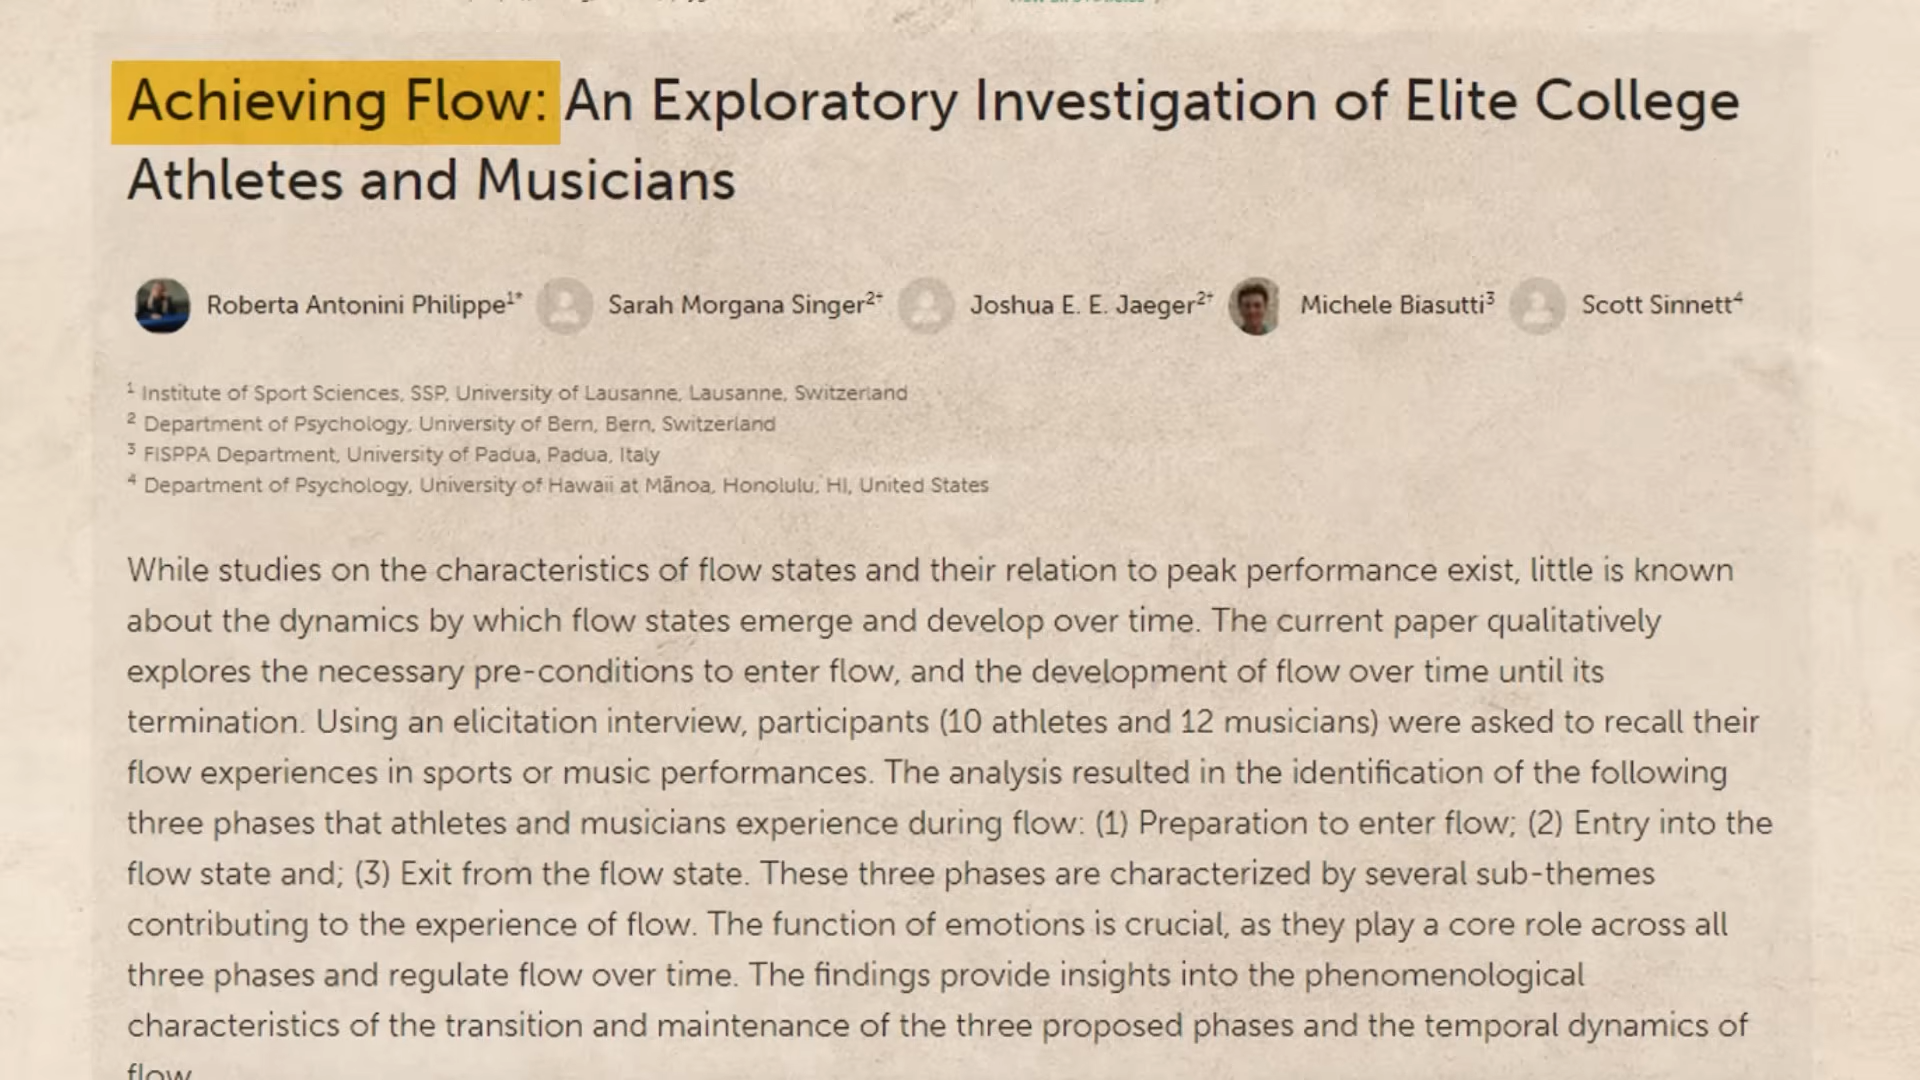 Achieving Flow: An Exploratory Investigation of Elite College
Athletes and Musicians
Roberta Antonini Philippe1* Sarah Morgana Singer2† Joshua E. E. Jaeger2† Michele Biasutti3 Scott Sinnett4
1 Institute of Sport Sciences, SSP, University of Lausanne, Lausanne, Switzerland
2 Department of Psychology, University of Bern, Bern, Switzerland
3 FISPPA Department, University of Padua, Padua, Italy
4 Department of Psychology, University of Hawaii at Mānoa, Honolulu, HI, United States
While studies on the characteristics of flow states and their relation to peak performance exist, little is known
about the dynamics by which flow states emerge and develop over time. The current paper qualitatively
explores the necessary pre-conditions to enter flow, and the development of flow over time until its
termination. Using an elicitation interview, participants (10 athletes and 12 musicians) were asked to recall their
flow experiences in sports or music performances. The analysis resulted in the identification of the following
three phases that athletes and musicians experience during flow: (1) Preparation to enter flow; (2) Entry into the
flow state and; (3) Exit from the flow state. These three phases are characterized by several sub-themes
contributing to the experience of flow. The function of emotions is crucial, as they play a core role across all
three phases and regulate flow over time. The findings provide insights into the phenomenological
characteristics of the transition and maintenance of the three proposed phases and the temporal dynamics of
flow.